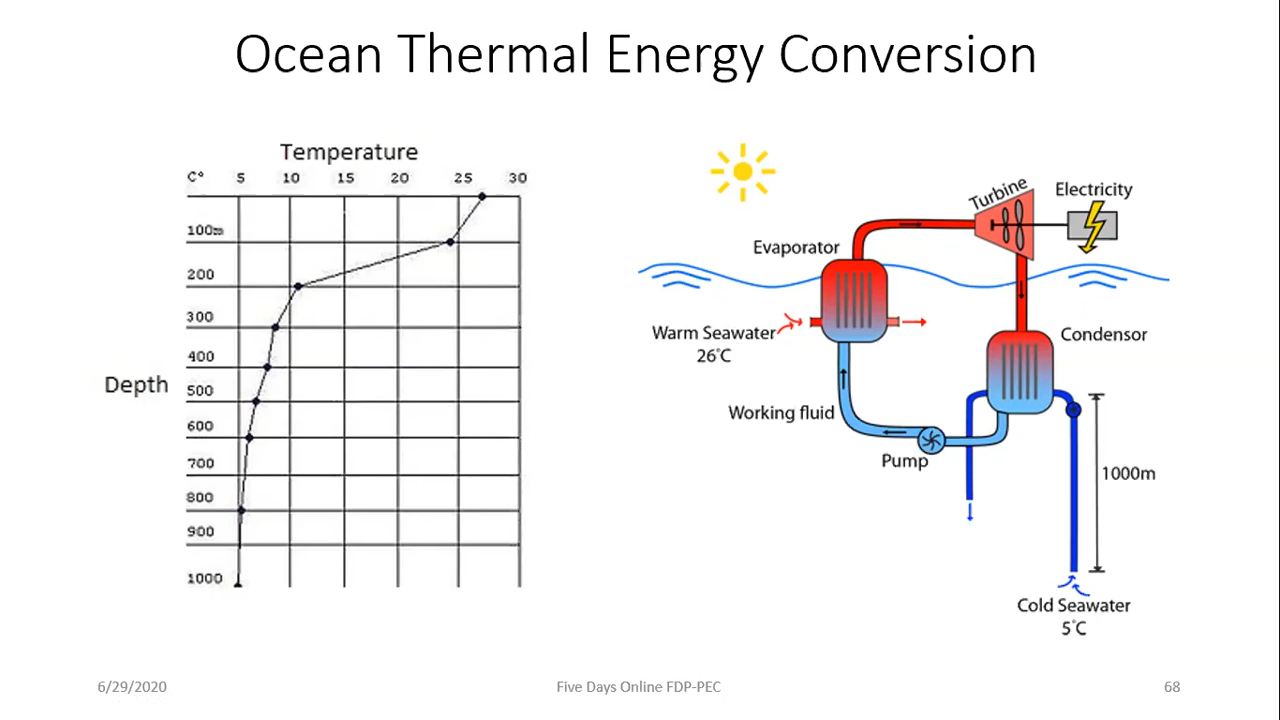 Ocean Thermal Energy Conversion
Temperature
C° 5 10 15 20 25 30
100m
200
300
400
Depth
500
600
700
800
900
1000
Turbine
Electricity
Evaporator
Warm Seawater
26°C
Condensor
Working fluid
Pump
1000m
Cold Seawater
5°C
6/29/2020
Five Days Online FDP-PEC
68